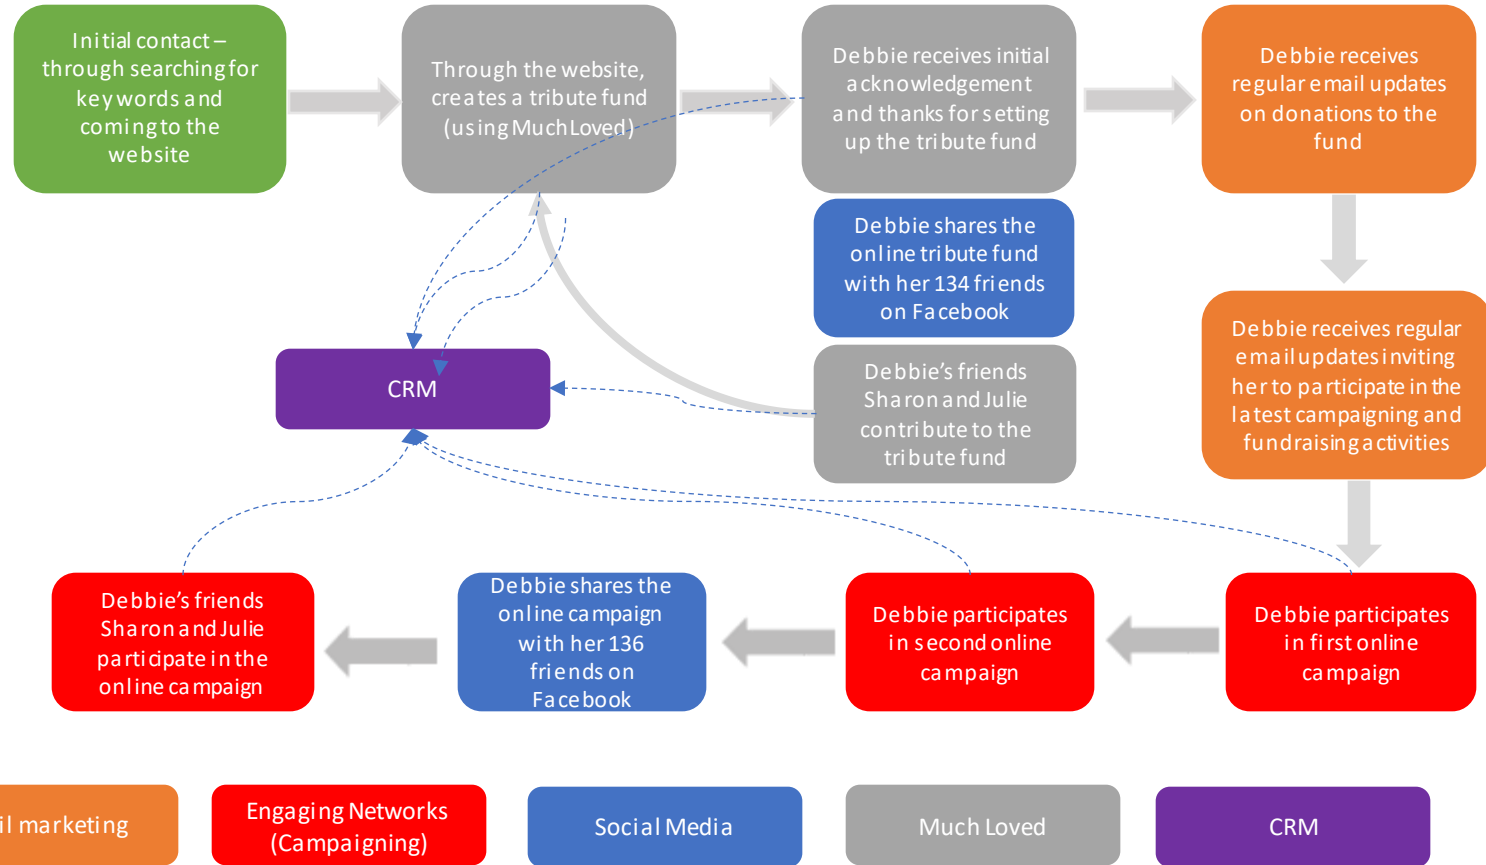 Initial contact –
through searching for
key words and
coming to the
website
Through the website,
creates a tribute fund
(using MuchLoved)
Debbie receives initial
acknowledgement
and thanks for setting
up the tribute fund
Debbie receives
regular email updates
on donations to the
fund
Debbie shares the
online tribute fund
with her 134 friends
on Facebook
Debbie receives regular
email updates inviting
her to participate in the
latest campaigning and
fundraising activities
CRM
Debbie’s friends
Sharon and Julie
contribute to the
tribute fund
Debbie’s friends
Sharon and Julie
participate in the
online campaign
Debbie shares the
online campaign
with her 136
friends on
Facebook
Debbie participates
in second online
campaign
Debbie participates
in first online
campaign
il marketing
Engaging Networks
(Campaigning)
Social Media
Much Loved
CRM